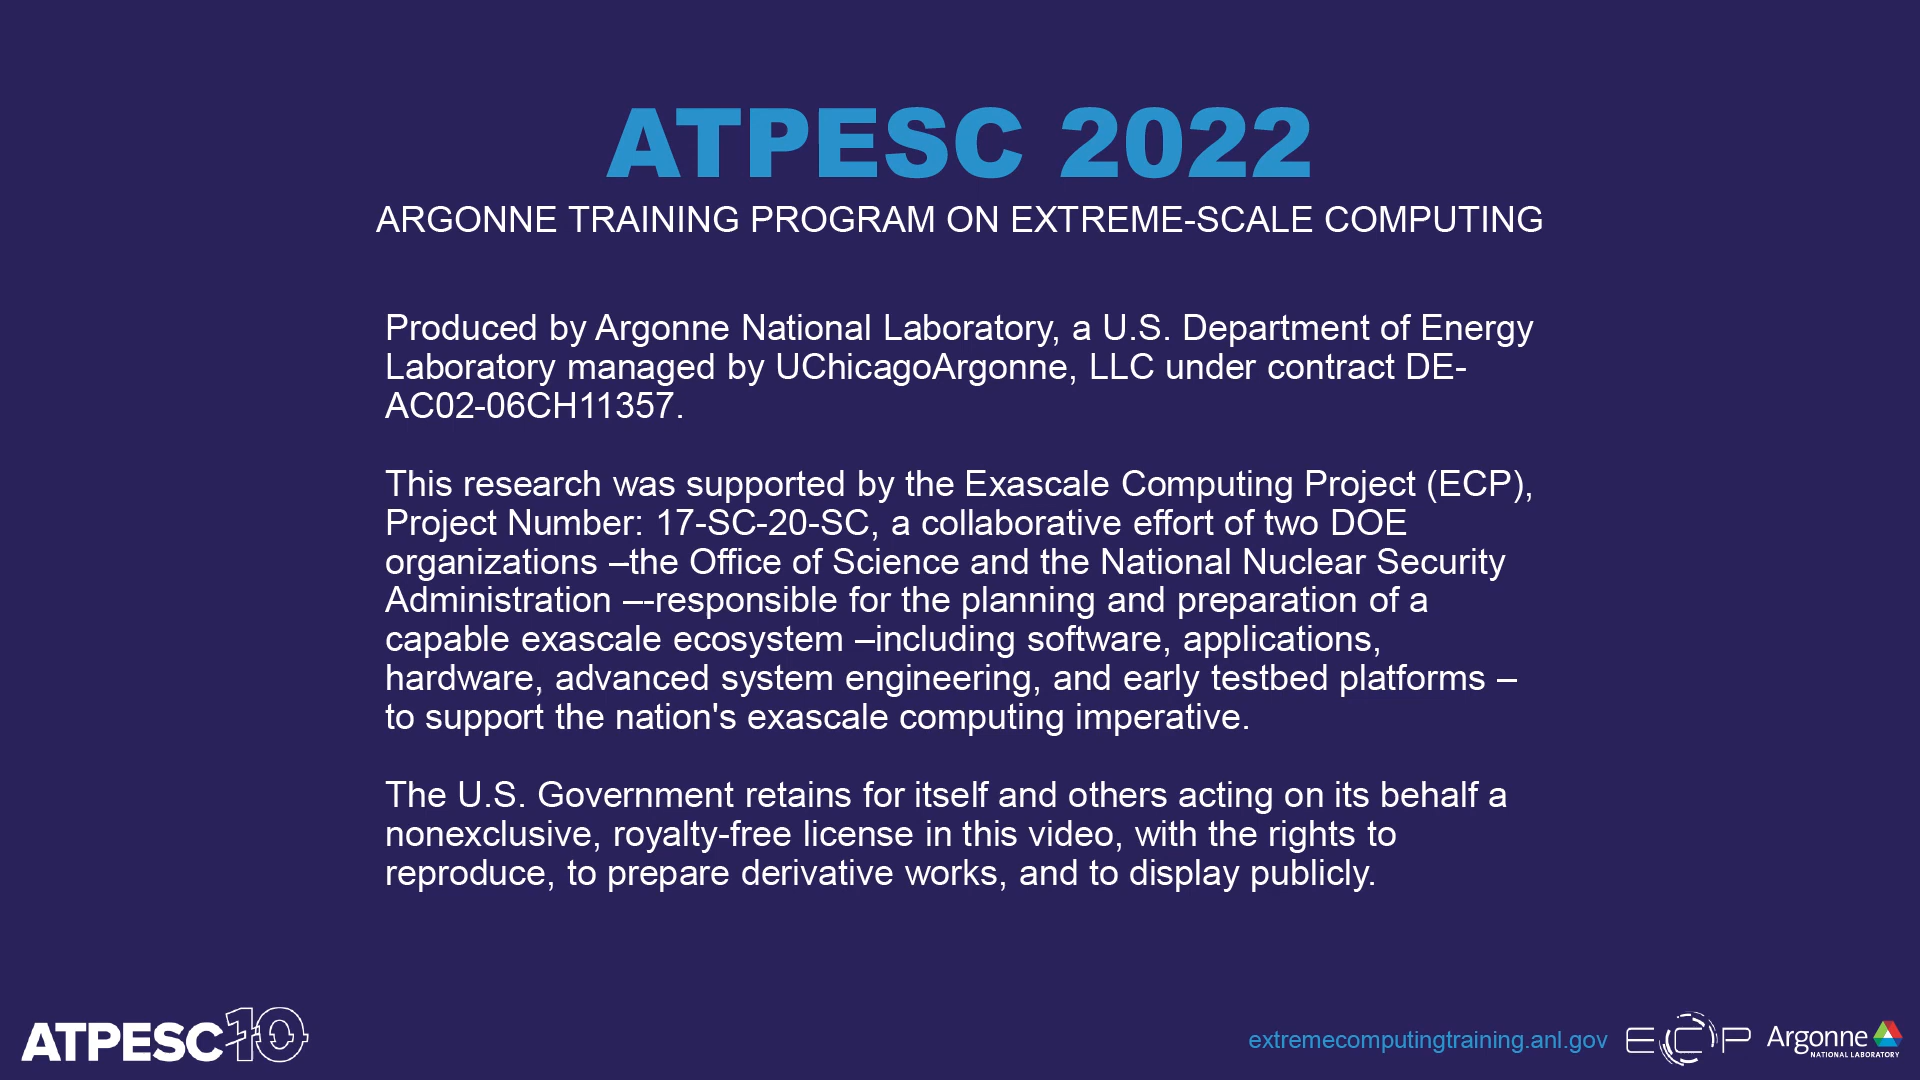 ATPESC 2022
ARGONNE TRAINING PROGRAM ON EXTREME-SCALE COMPUTING
Produced by Argonne National Laboratory, a U.S. Department of Energy
Laboratory managed by UChicagoArgonne, LLC under contract DE-
AC02-06CH11357.
This research was supported by the Exascale Computing Project (ECP),
Project Number: 17-SC-20-SC, a collaborative effort of two DOE
organizations –the Office of Science and the National Nuclear Security
Administration –-responsible for the planning and preparation of a
capable exascale ecosystem –including software, applications,
hardware, advanced system engineering, and early testbed platforms –
to support the nation's exascale computing imperative.
The U.S. Government retains for itself and others acting on its behalf a
nonexclusive, royalty-free license in this video, with the rights to
reproduce, to prepare derivative works, and to display publicly.
ATPESC10
extremecomputingtraining.anl.gov
ECP
Argonne
NATIONAL LABORATORY